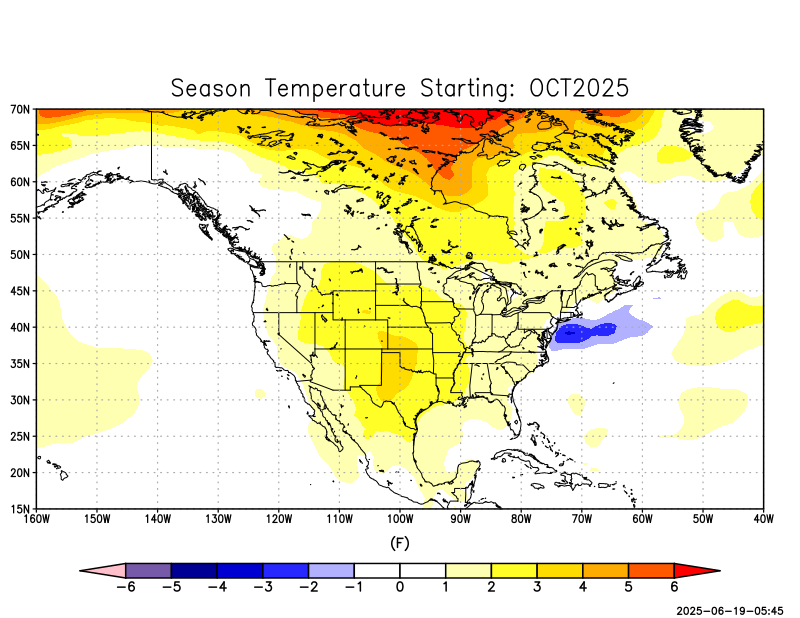 Season Temperature Starting: OCT2025
70N
65N
60N
55N
50N
45N
40N
35N
30N
25N
20N
15N
160W 150W 140W 130W 120W 110W 100W 90W 80W 70W 60W 50W 40W
(F)
-6 -5 -4 -3 -2 -1 0 1 2 3 4 5 6
2025-06-19-05:45